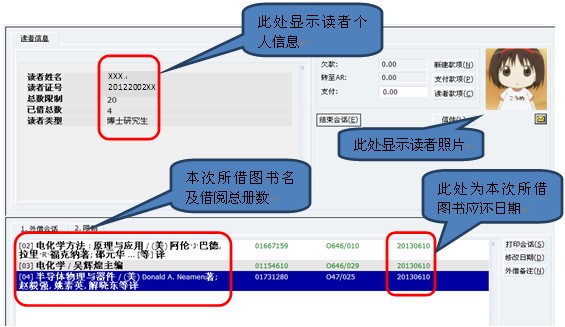 此处显示读者个
人信息
读者信息
读者姓名 XXX.
读者证号 20122002XX
总数限制 20
已借总数 4
读者类型 博士研究生
欠款: 0.00 新建款项(N)
转至AR: 0.00 支付款项(P)
支付: 0.00 读者款项(C)
结束会话(E)
此处显示读者照片
本次所借图书名
及借阅总册数
此处为本次所借
图书应还日期
1. 外借会话
[02] 电化学方法 : 原理与应用 / (美) 阿伦·J·巴德, 01667159 O646/010 20130610
拉里·R·福克纳著; 邵元华 ... [等] 译
[03] 电化学 / 吴辉煌主编 01154610 O646/029 20130610
[04] 半导体物理与器件 / (美) Donald A. Neamen著; 01731280 O47/025 20130610
赵毅强, 姚素英, 解晓东等译
打印会话(S)
修改日期(D)
外借备注(N)